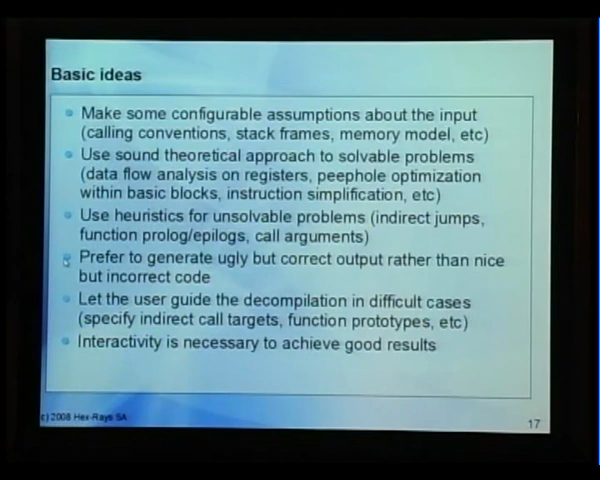 Basic ideas
Make some configurable assumptions about the input
(calling conventions, stack frames, memory model, etc)
Use sound theoretical approach to solvable problems
(data flow analysis on registers, peephole optimization
within basic blocks, instruction simplification, etc)
Use heuristics for unsolvable problems (indirect jumps,
function prolog/epilogs, call arguments)
Prefer to generate ugly but correct output rather than nice
but incorrect code
Let the user guide the decompilation in difficult cases
(specify indirect call targets, function prototypes, etc)
Interactivity is necessary to achieve good results
c) 2008 Hex-Rays SA
17